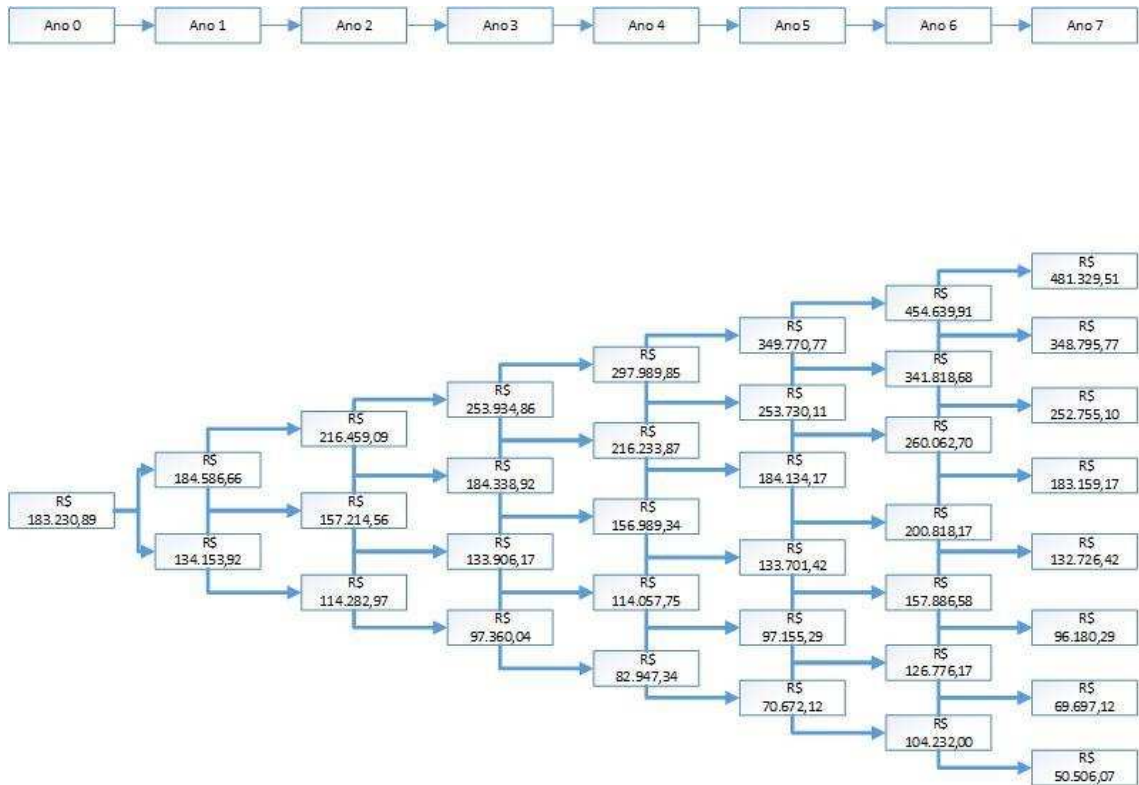 Ano 0 Ano 1 Ano 2 Ano 3 Ano 4 Ano 5 Ano 6 Ano 7
R$
183.230,89
R$
184.586,66
R$
134.153,92
R$
216.459,09
R$
157.214,56
R$
114.282,97
R$
253.934,86
R$
184.338,92
R$
133.906,17
R$
97.360,04
R$
297.989,85
R$
216.233,87
R$
156.989,34
R$
114.057,75
R$
82.947,34
R$
349.770,77
R$
253.730,11
R$
184.134,17
R$
133.701,42
R$
97.155,29
R$
70.672,12
R$
454.639,91
R$
341.818,68
R$
260.062,70
R$
200.818,17
R$
157.886,58
R$
126.776,17
R$
104.232,00
R$
481.329,51
R$
348.795,77
R$
252.755,10
R$
183.159,17
R$
132.726,42
R$
96.180,29
R$
69.697,12
R$
50.506,07